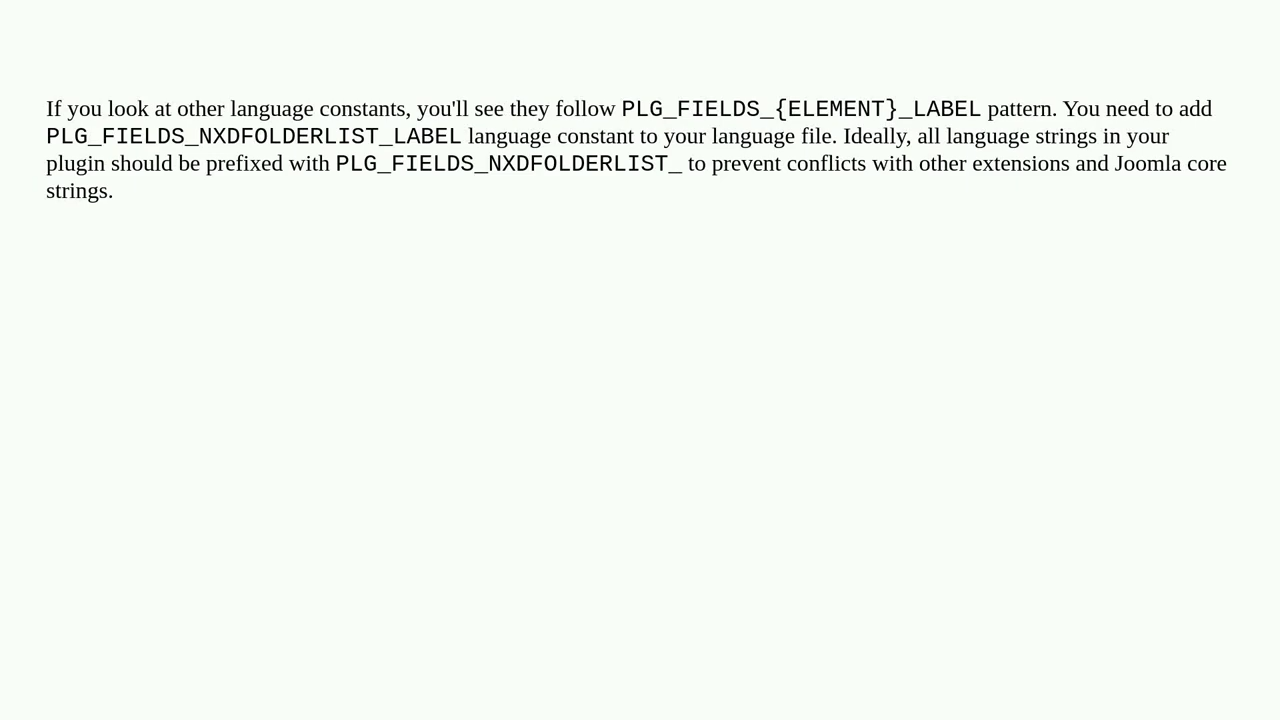 If you look at other language constants, you'll see they follow PLG_FIELDS_{ELEMENT}_LABEL pattern. You need to add
PLG_FIELDS_NXDFOLDERLIST_LABEL language constant to your language file. Ideally, all language strings in your
plugin should be prefixed with PLG_FIELDS_NXDFOLDERLIST_ to prevent conflicts with other extensions and Joomla core
strings.